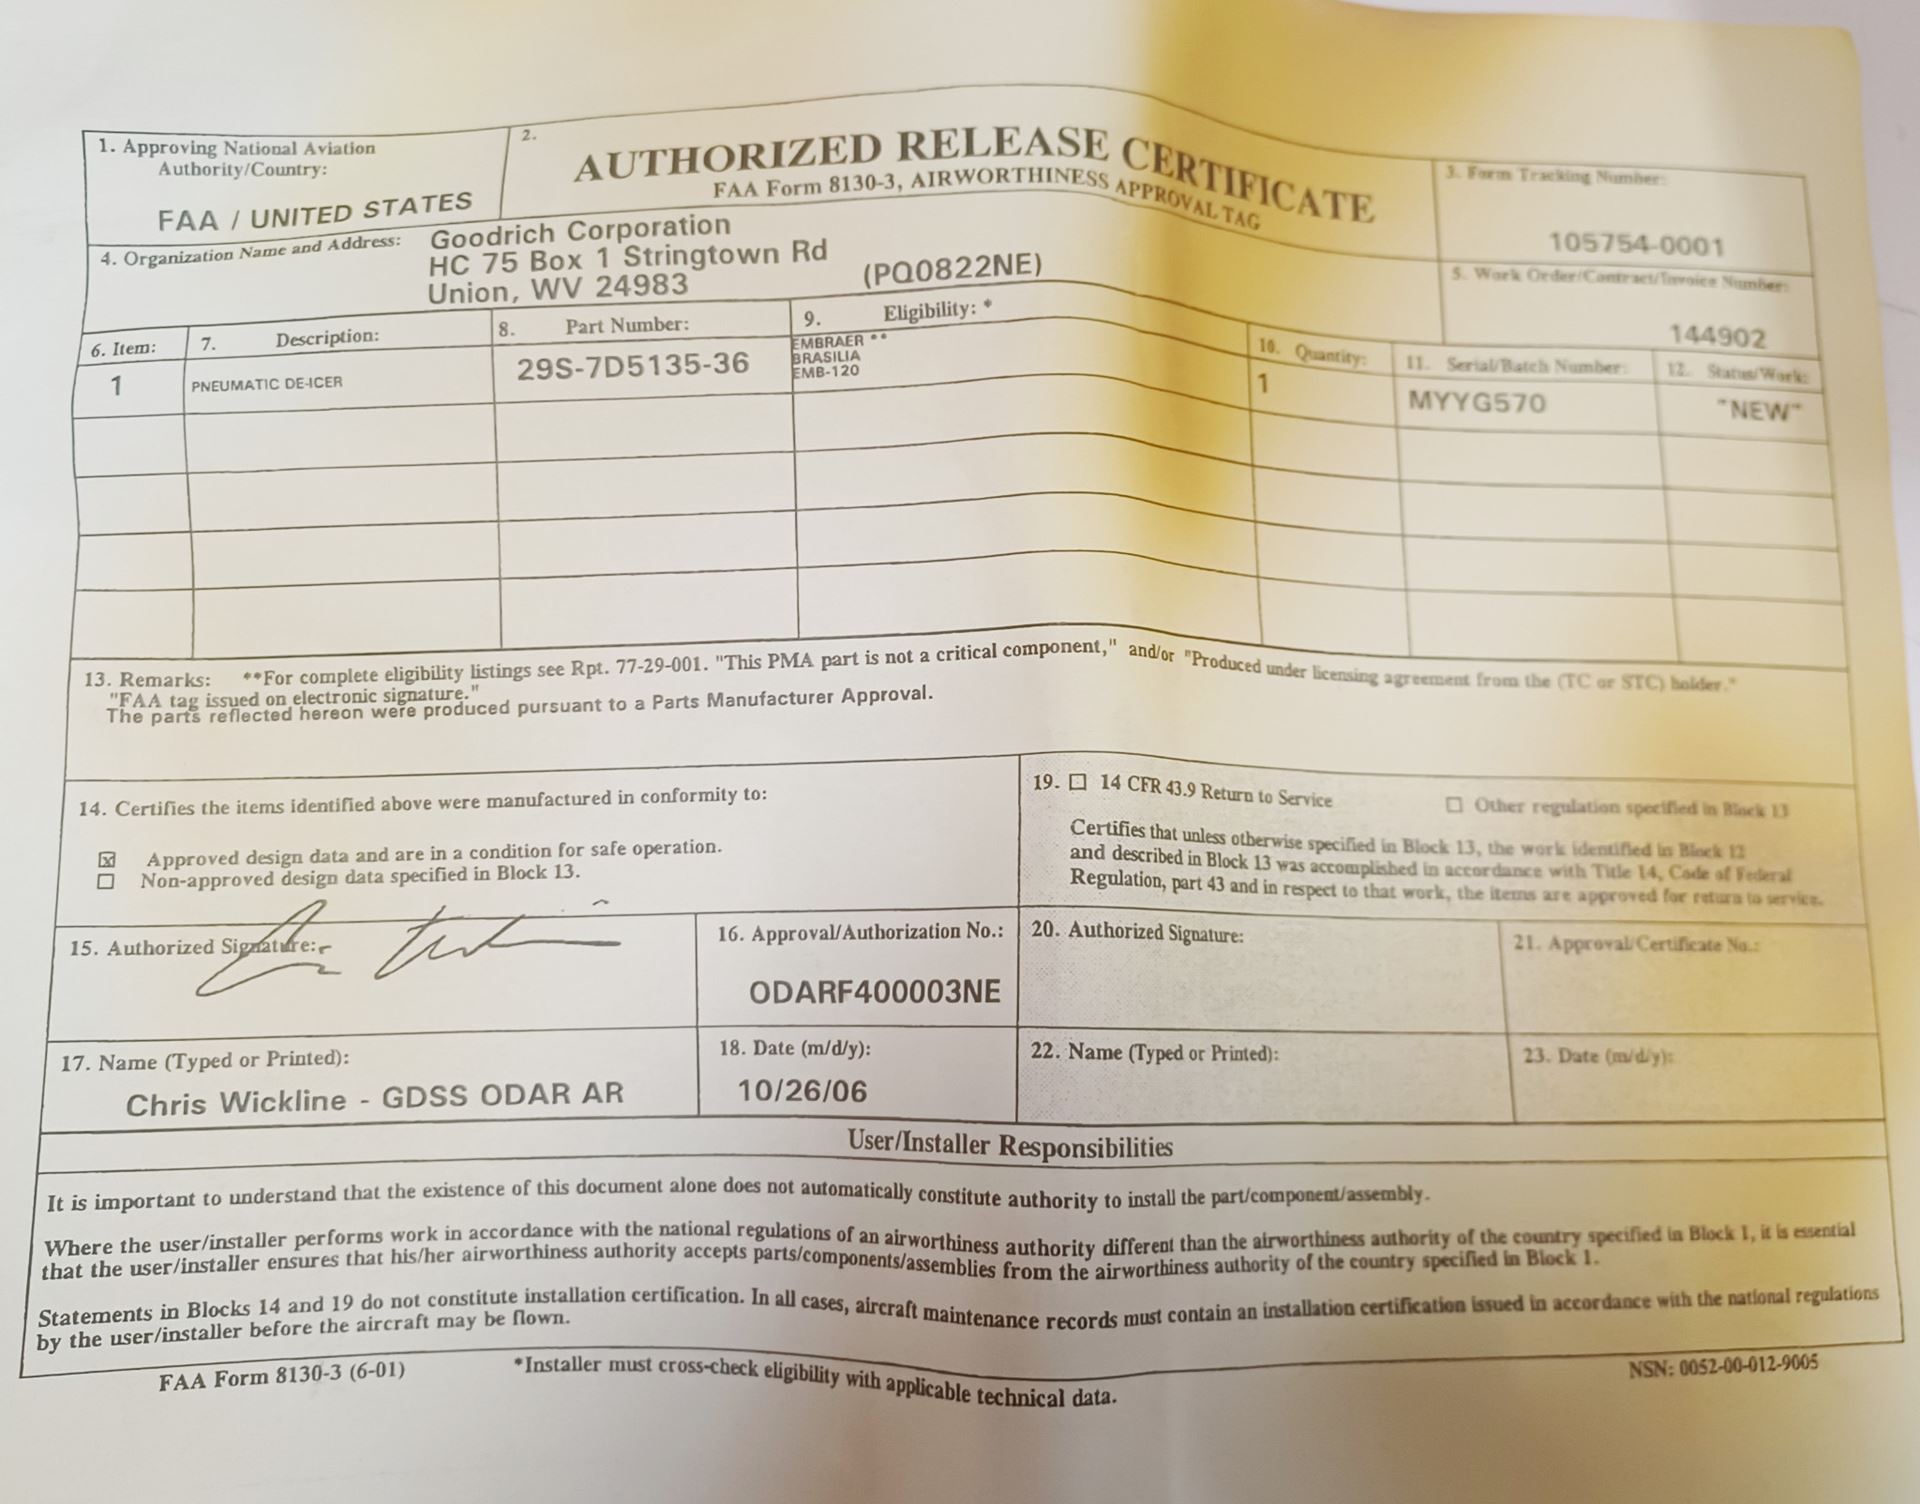 1. Approving National Aviation
Authority/Country:
FAA / UNITED STATES
2.
AUTHORIZED RELEASE CERTIFICATE
FAA Form 8130-3, AIRWORTHINESS APPROVAL TAG
3. Form Tracking Number:
105754-0001
4. Organization Name and Address:
Goodrich Corporation
HC 75 Box 1 Stringtown Rd
Union, WV 24983
(PQ0822NE)
5. Work Order/Contract/Invoice Number:
144902
6. Item:
7. Description:
8. Part Number:
9. Eligibility: *
10. Quantity:
11. Serial/Batch Number:
12. Status/Work:
1
PNEUMATIC DE-ICER
29S-7D5135-36
EMBRAER **
BRASILIA
EMB-120
1
MYYG570
"NEW"
13. Remarks: **For complete eligibility listings see Rpt. 77-29-001. "This PMA part is not a critical component," and/or "Produced under licensing agreement from the (TC or STC) holder."
"FAA tag issued on electronic signature."
The parts reflected hereon were produced pursuant to a Parts Manufacturer Approval.
14. Certifies the items identified above were manufactured in conformity to:
x Approved design data and are in a condition for safe operation.
Non-approved design data specified in Block 13.
19. 14 CFR 43.9 Return to Service
Other regulation specified in Block 13
Certifies that unless otherwise specified in Block 13, the work identified in Block 12
and described in Block 13 was accomplished in accordance with Title 14, Code of Federal
Regulation, part 43 and in respect to that work, the items are approved for return to service.
15. Authorized Signature:
16. Approval/Authorization No.:
ODARF400003NE
20. Authorized Signature:
21. Approval/Certificate No.:
17. Name (Typed or Printed):
Chris Wickline - GDSS ODAR AR
18. Date (m/d/y):
10/26/06
22. Name (Typed or Printed):
23. Date (m/d/y):
User/Installer Responsibilities
It is important to understand that the existence of this document alone does not automatically constitute authority to install the part/component/assembly.
Where the user/installer performs work in accordance with the national regulations of an airworthiness authority different than the airworthiness authority of the country specified in Block 1, it is essential
that the user/installer ensures that his/her airworthiness authority accepts parts/components/assemblies from the airworthiness authority of the country specified in Block 1.
Statements in Blocks 14 and 19 do not constitute installation certification. In all cases, aircraft maintenance records must contain an installation certification issued in accordance with the national regulations
by the user/installer before the aircraft may be flown.
FAA Form 8130-3 (6-01)
*Installer must cross-check eligibility with applicable technical data.
NSN: 0052-00-012-9005